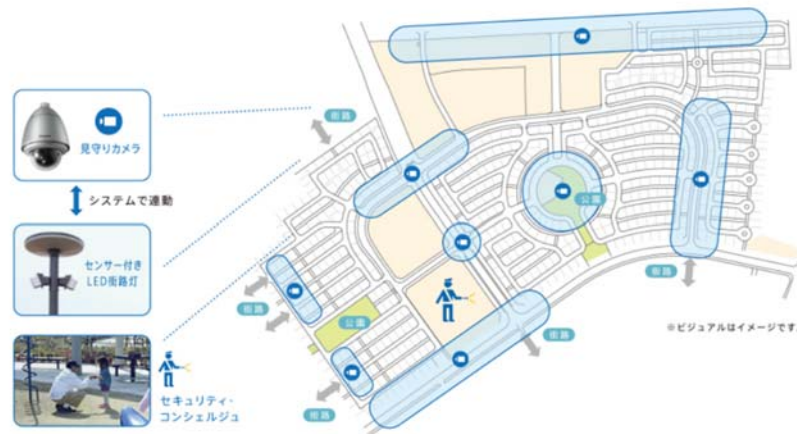 見守りカメラ
システムで連動
センサー付き
LED街路灯
セキュリティ・
コンシェルジュ
街路
街路
街路
街路
公園
街路
公園
街路
※ビジュアルはイメージです